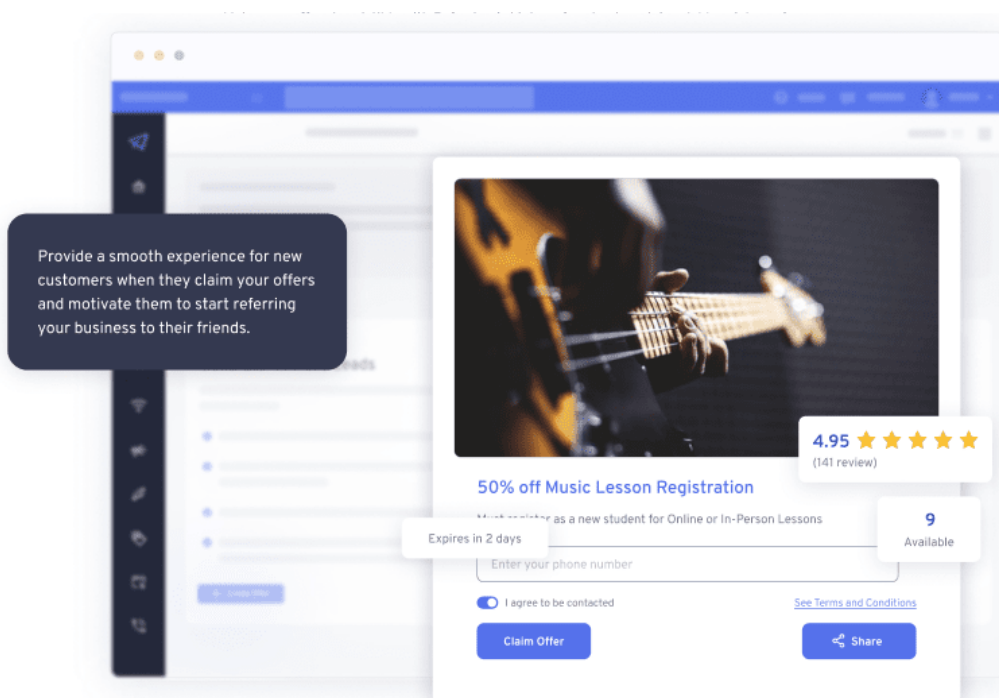 Provide a smooth experience for new
customers when they claim your offers
and motivate them to start referring
your business to their friends.
4.95
(141 review)
50% off Music Lesson Registration
Must register as a new student for Online or In-Person Lessons
9
Available
Expires in 2 days
Enter your phone number
I agree to be contacted
See Terms and Conditions
Claim Offer
Share